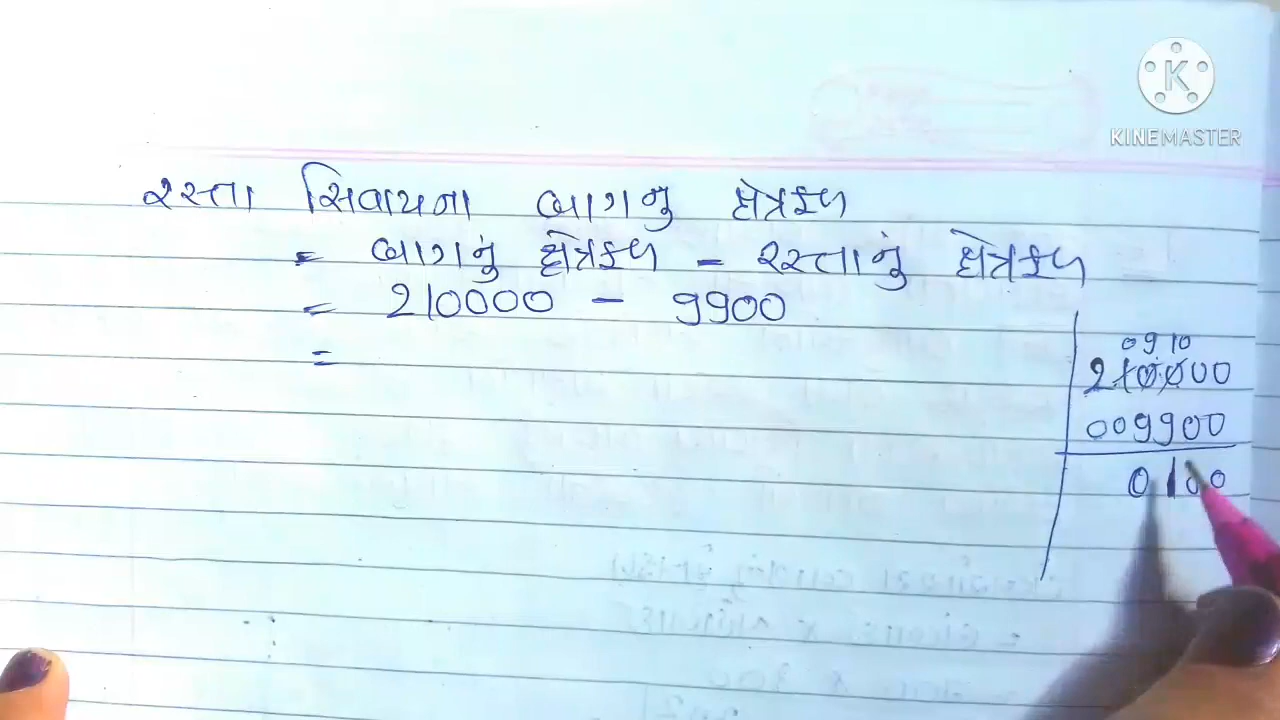 રસ્તા સિવાયના બાગનુ ક્ષેત્રફળ
= બાગનું ક્ષેત્રફળ - રસ્તાનું ક્ષેત્રફળ
= 210000 - 9900
=
0 9 10
210000
009900
0100
K
KINEMASTER